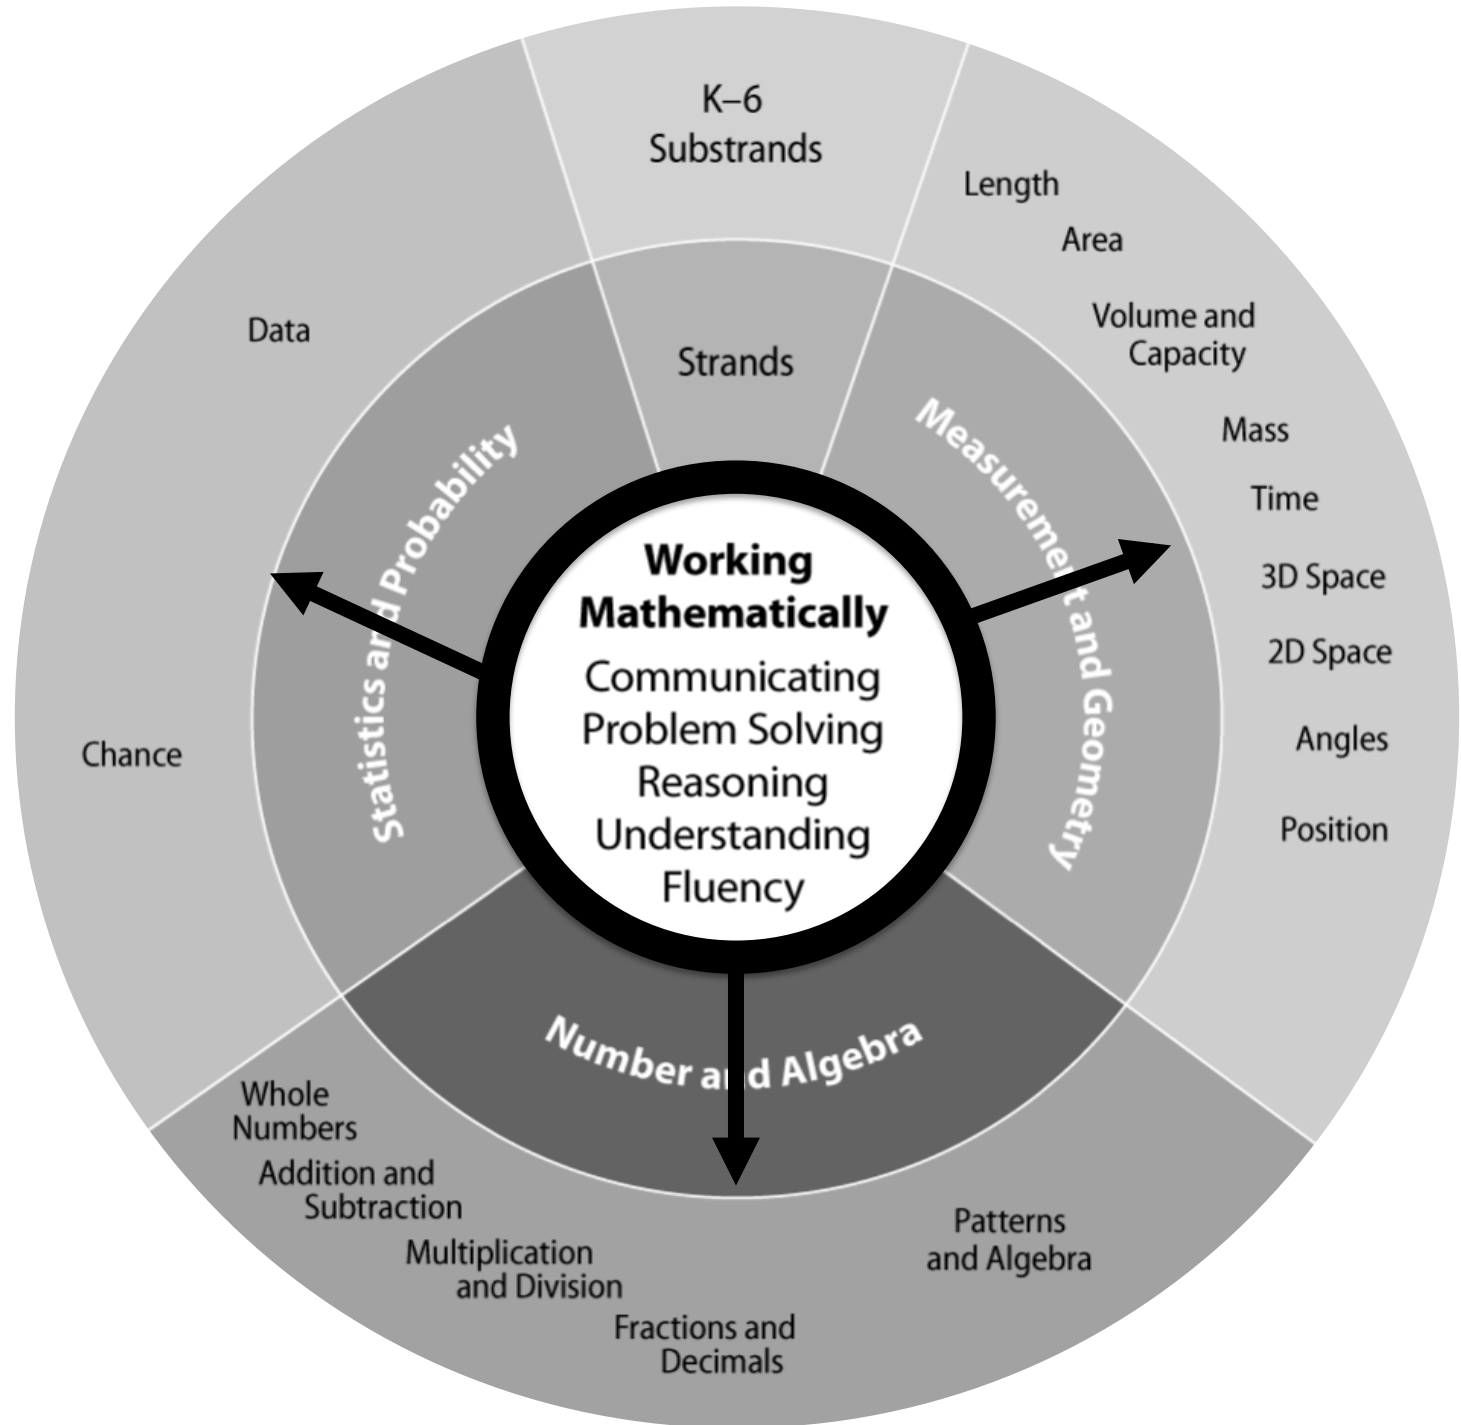 K–6
Substrands
Strands
Length
Area
Volume and
Capacity
Mass
Time
3D Space
2D Space
Angles
Position
Measurement and Geometry
Data
Chance
Statistics and Probability
Working
Mathematically
Communicating
Problem Solving
Reasoning
Understanding
Fluency
Number and Algebra
Whole
Numbers
Addition and
Subtraction
Multiplication
and Division
Fractions and
Decimals
Patterns
and Algebra